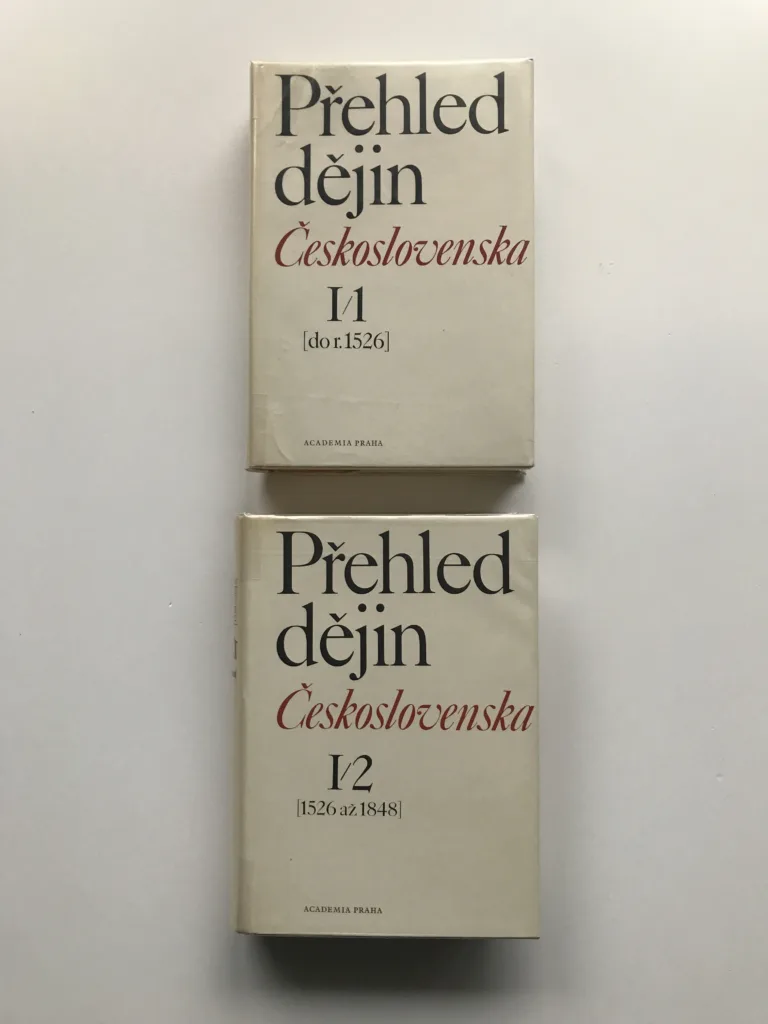 Přehled
dějin
Československa
I/1
[do r. 1526]
ACADEMIA PRAHA
Přehled
dějin
Československa
I/2
[1526 až 1848]
ACADEMIA PRAHA